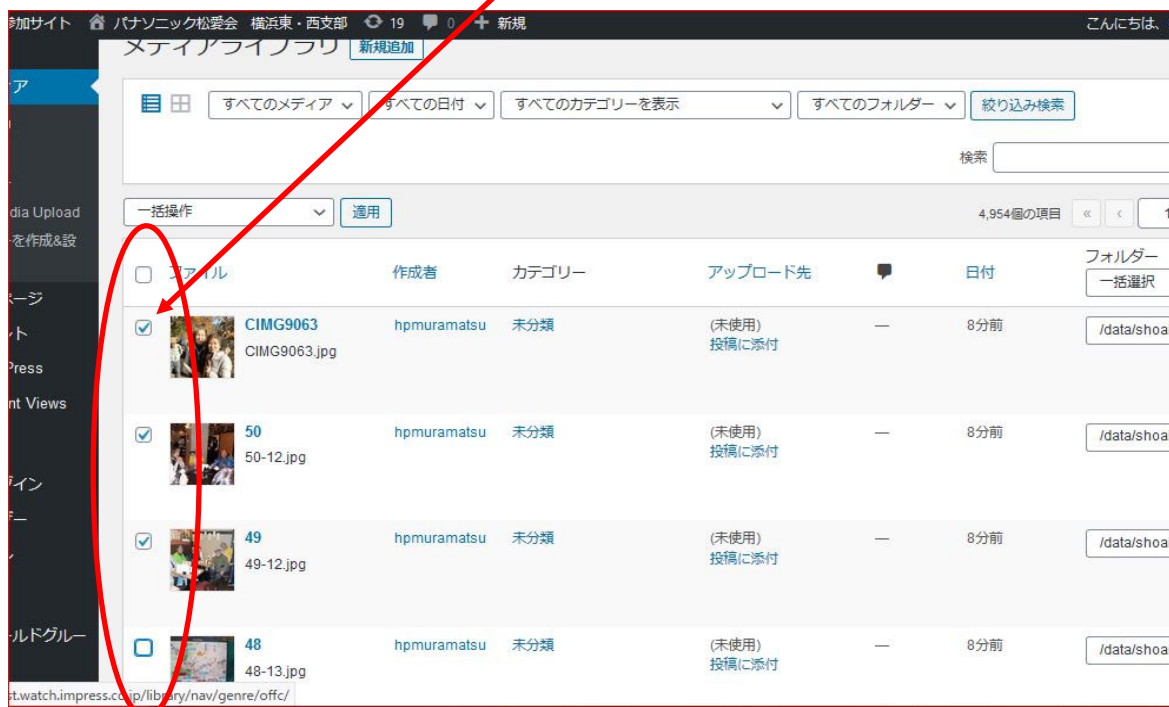 参加サイト パナソニック松愛会 横浜東・西支部 19 0 新規 こんにちは、
メディアライブラリ 新規追加
ア
すべてのメディア すべての日付 すべてのカテゴリーを表示 すべてのフォルダー 絞り込み検索
検索
dia Upload
一括操作 適用 4,954個の項目 « ‹ 1
を作成&設
ファイル 作成者 カテゴリー アップロード先 日付 フォルダー
一括選択
ページ
CIMG9063 hpmuramatsu 未分類 (未使用) — 8分前 /data/shoa
ント
CIMG9063.jpg 投稿に添付
Press
nt Views
50 hpmuramatsu 未分類 (未使用) — 8分前 /data/shoa
50-12.jpg 投稿に添付
イン
ー
49 hpmuramatsu 未分類 (未使用) — 8分前 /data/shoa
49-12.jpg 投稿に添付
ールドグルー
48 hpmuramatsu 未分類 (未使用) — 8分前 /data/shoa
48-13.jpg 投稿に添付
st.watch.impress.co.jp/library/nav/genre/offc/